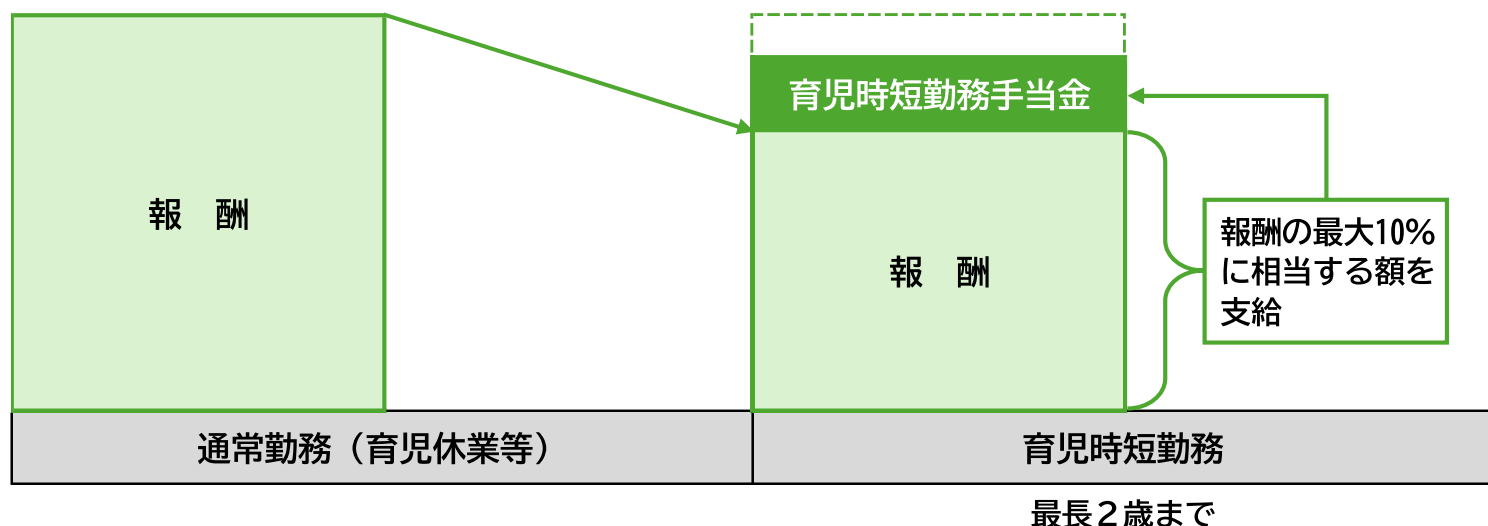 育児時短勤務手当金
報　酬
報　酬
報酬の最大10%
に相当する額を
支給
通常勤務（育児休業等）
育児時短勤務
最長２歳まで